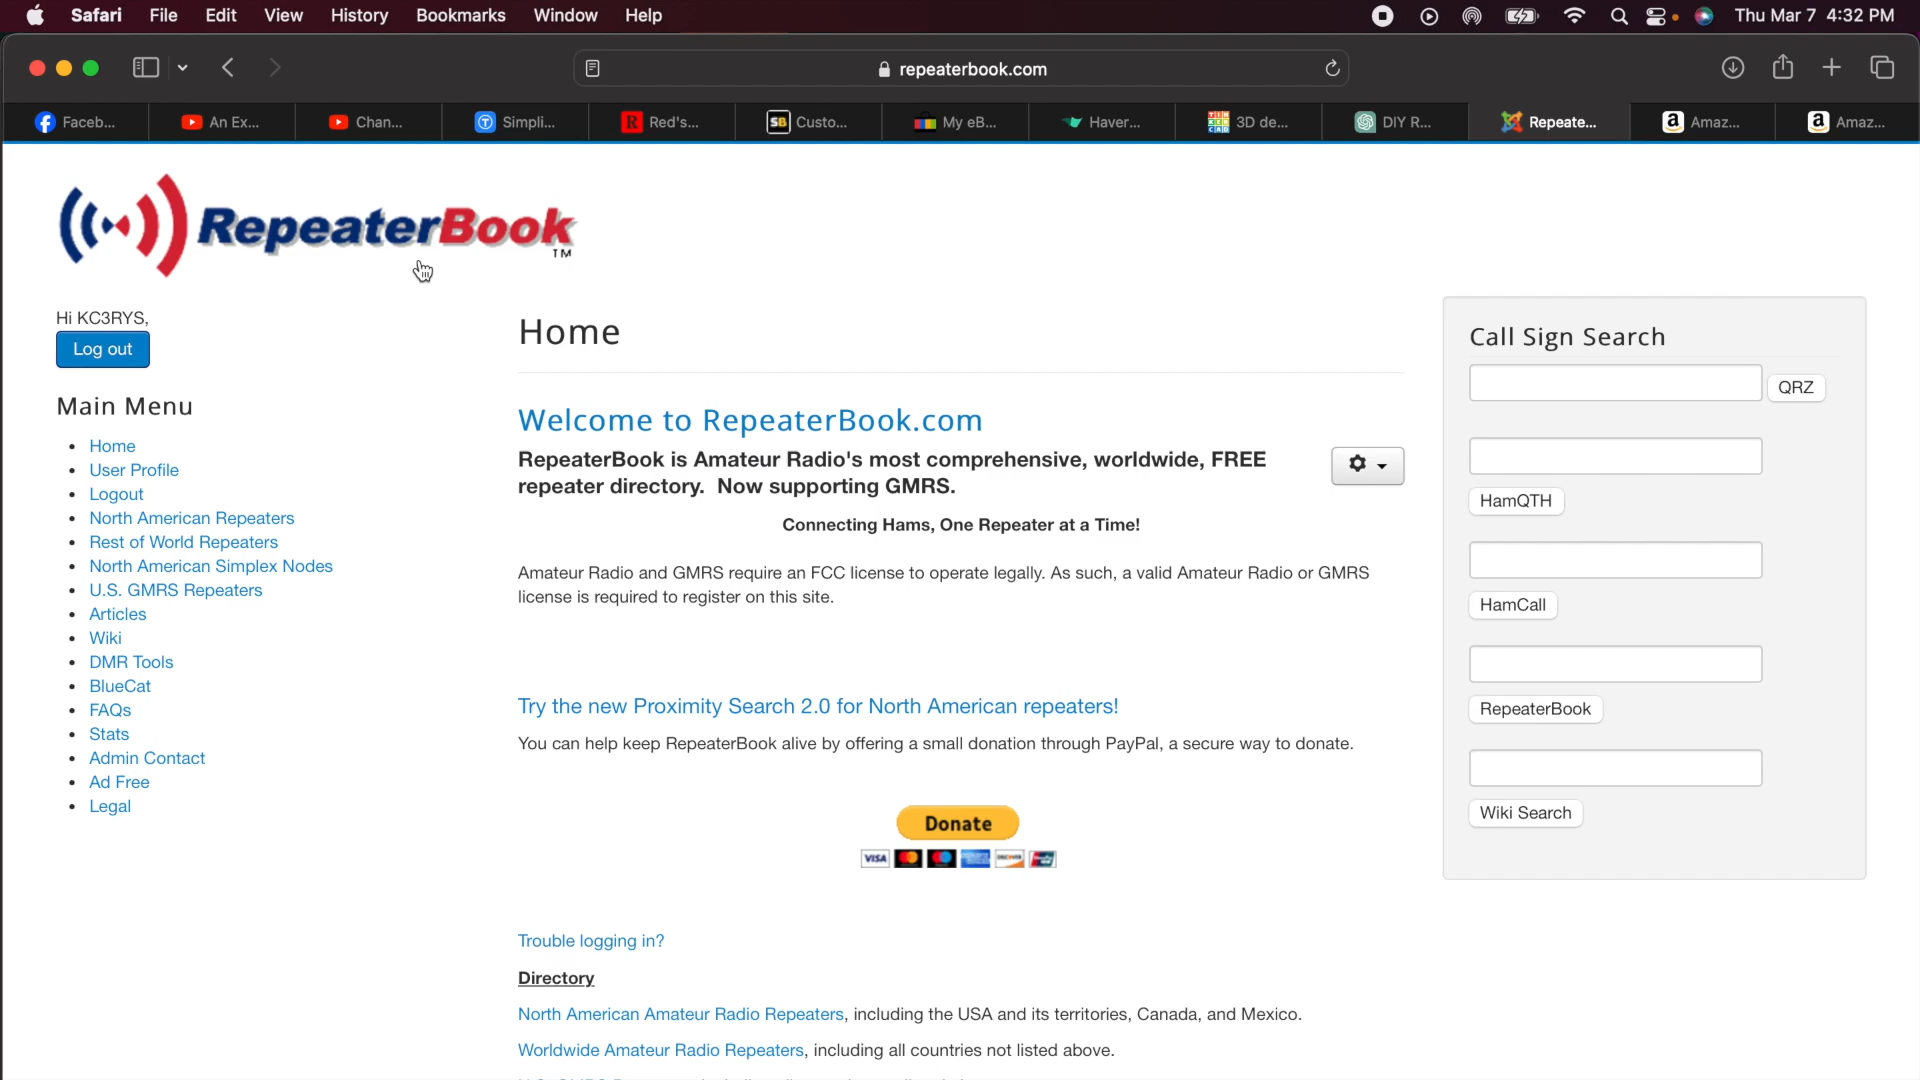 Safari File Edit View History Bookmarks Window Help Thu Mar 7 4:32 PM
repeaterbook.com
Faceb... An Ex... Chan... Simpli... Red's... Custo... My eB... Haver... 3D de... DIY R... Repeate... Amaz... Amaz...
RepeaterBook TM
Hi KC3RYS,
Log out
Main Menu
Home
User Profile
Logout
North American Repeaters
Rest of World Repeaters
North American Simplex Nodes
U.S. GMRS Repeaters
Articles
Wiki
DMR Tools
BlueCat
FAQs
Stats
Admin Contact
Ad Free
Legal
Home
Welcome to RepeaterBook.com
RepeaterBook is Amateur Radio's most comprehensive, worldwide, FREE
repeater directory. Now supporting GMRS.
Connecting Hams, One Repeater at a Time!
Amateur Radio and GMRS require an FCC license to operate legally. As such, a valid Amateur Radio or GMRS
license is required to register on this site.
Try the new Proximity Search 2.0 for North American repeaters!
You can help keep RepeaterBook alive by offering a small donation through PayPal, a secure way to donate.
Donate
VISA
Trouble logging in?
Directory
North American Amateur Radio Repeaters, including the USA and its territories, Canada, and Mexico.
Worldwide Amateur Radio Repeaters, including all countries not listed above.
Call Sign Search
QRZ
HamQTH
HamCall
RepeaterBook
Wiki Search